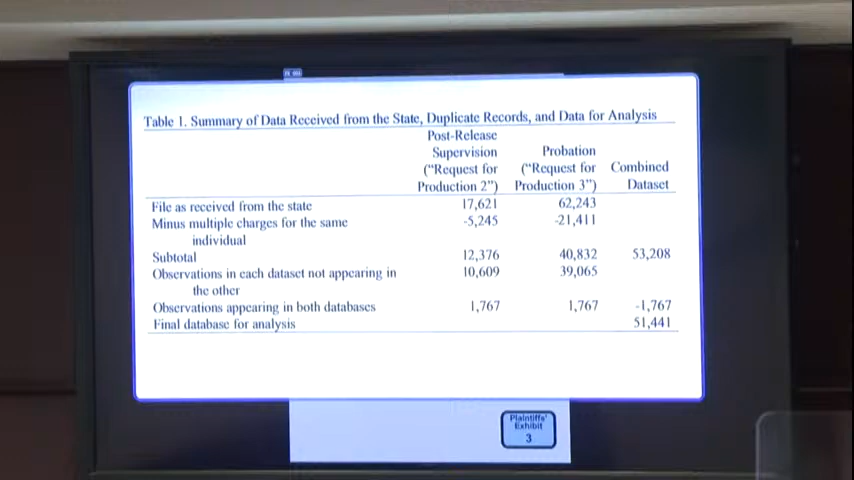 Table 1. Summary of Data Received from the State, Duplicate Records, and Data for Analysis
Post-Release
Supervision Probation
("Request for ("Request for Combined
Production 2") Production 3") Dataset
File as received from the state 17,621 62,243
Minus multiple charges for the same -5,245 -21,411
individual
Subtotal 12,376 40,832 53,208
Observations in each dataset not appearing in 10,609 39,065
the other
Observations appearing in both databases 1,767 1,767 -1,767
Final database for analysis 51,441
Plaintiffs'
Exhibit
3